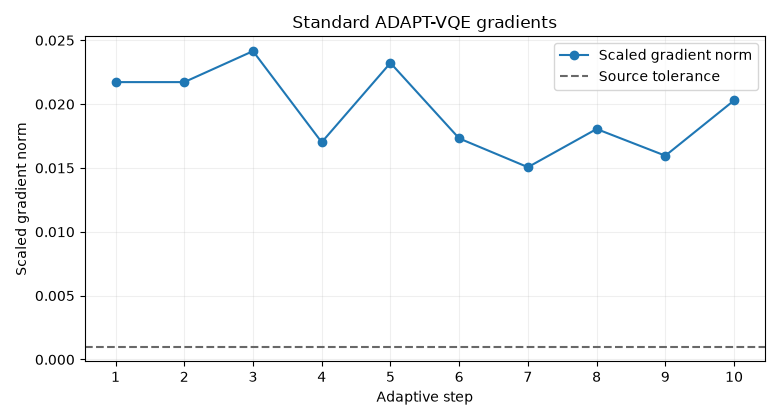 Standard ADAPT-VQE gradients
Scaled gradient norm
Source tolerance
Scaled gradient norm
0.025
0.020
0.015
0.010
0.005
0.000
1 2 3 4 5 6 7 8 9 10
Adaptive step